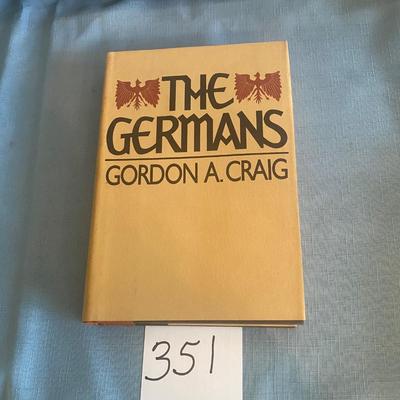 THE
GERMANS
GORDON A. CRAIG
351